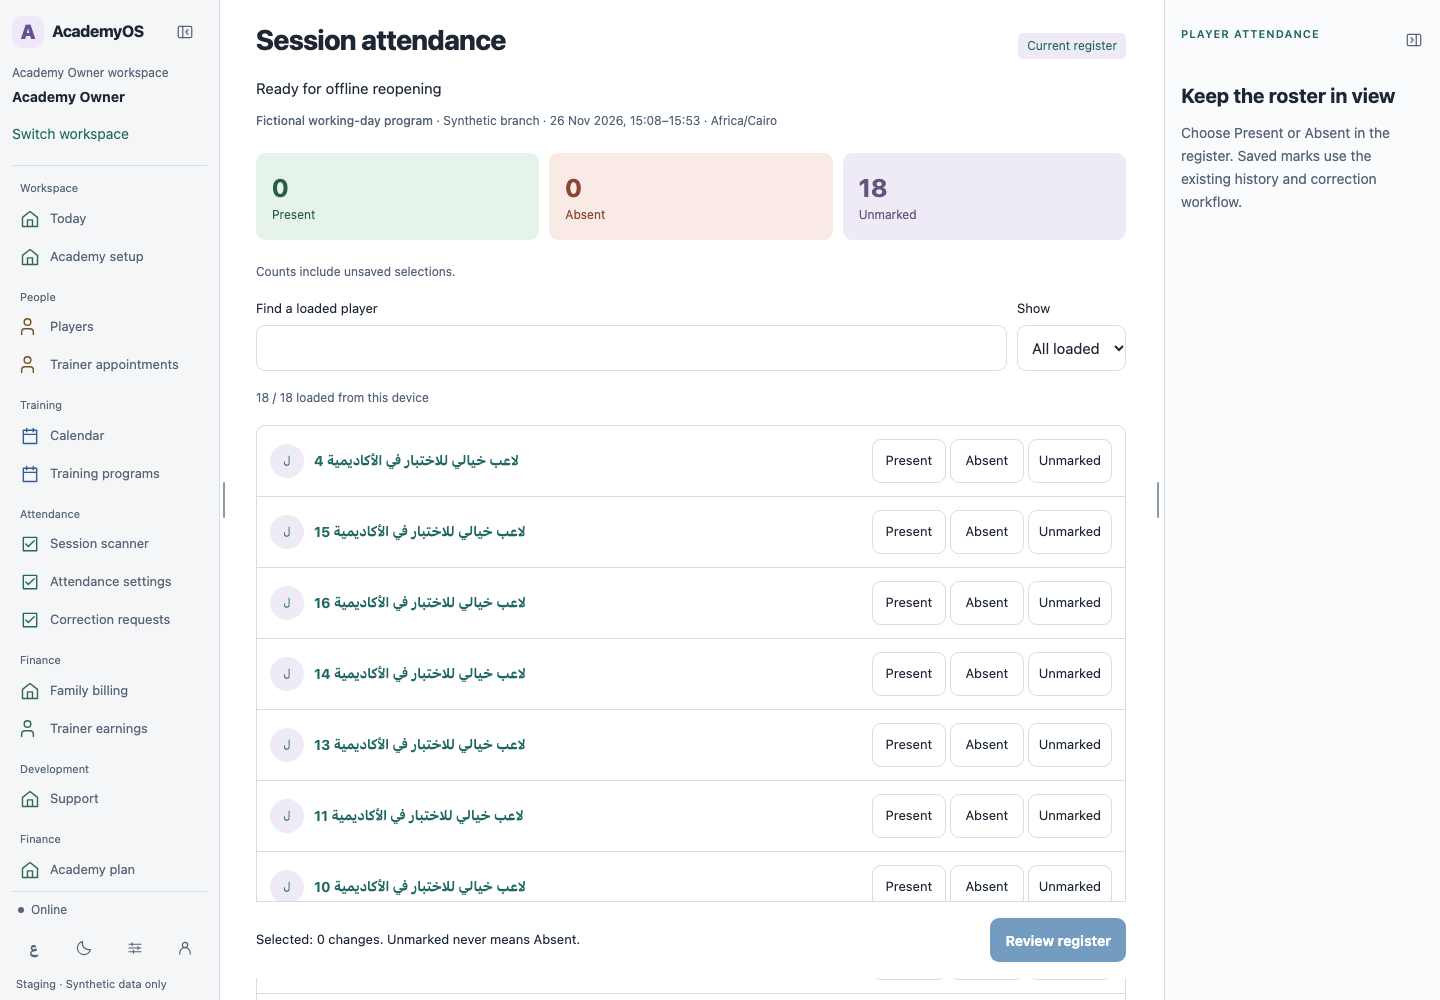 A AcademyOS
Academy Owner workspace
Academy Owner
Switch workspace
Workspace
Today
Academy setup
People
Players
Trainer appointments
Training
Calendar
Training programs
Attendance
Session scanner
Attendance settings
Correction requests
Finance
Family billing
Trainer earnings
Development
Support
Finance
Academy plan
Online
ع
Staging · Synthetic data only
Session attendance
Current register
Ready for offline reopening
Fictional working-day program · Synthetic branch · 26 Nov 2026, 15:08–15:53 · Africa/Cairo
0
Present
0
Absent
18
Unmarked
Counts include unsaved selections.
Find a loaded player
Show
All loaded
18 / 18 loaded from this device
ل لاعب خيالي للاختبار في الأكاديمية 4 Present Absent Unmarked
ل لاعب خيالي للاختبار في الأكاديمية 15 Present Absent Unmarked
ل لاعب خيالي للاختبار في الأكاديمية 16 Present Absent Unmarked
ل لاعب خيالي للاختبار في الأكاديمية 14 Present Absent Unmarked
ل لاعب خيالي للاختبار في الأكاديمية 13 Present Absent Unmarked
ل لاعب خيالي للاختبار في الأكاديمية 11 Present Absent Unmarked
ل لاعب خيالي للاختبار في الأكاديمية 10 Present Absent Unmarked
Selected: 0 changes. Unmarked never means Absent.
Review register
PLAYER ATTENDANCE
Keep the roster in view
Choose Present or Absent in the
register. Saved marks use the
existing history and correction
workflow.